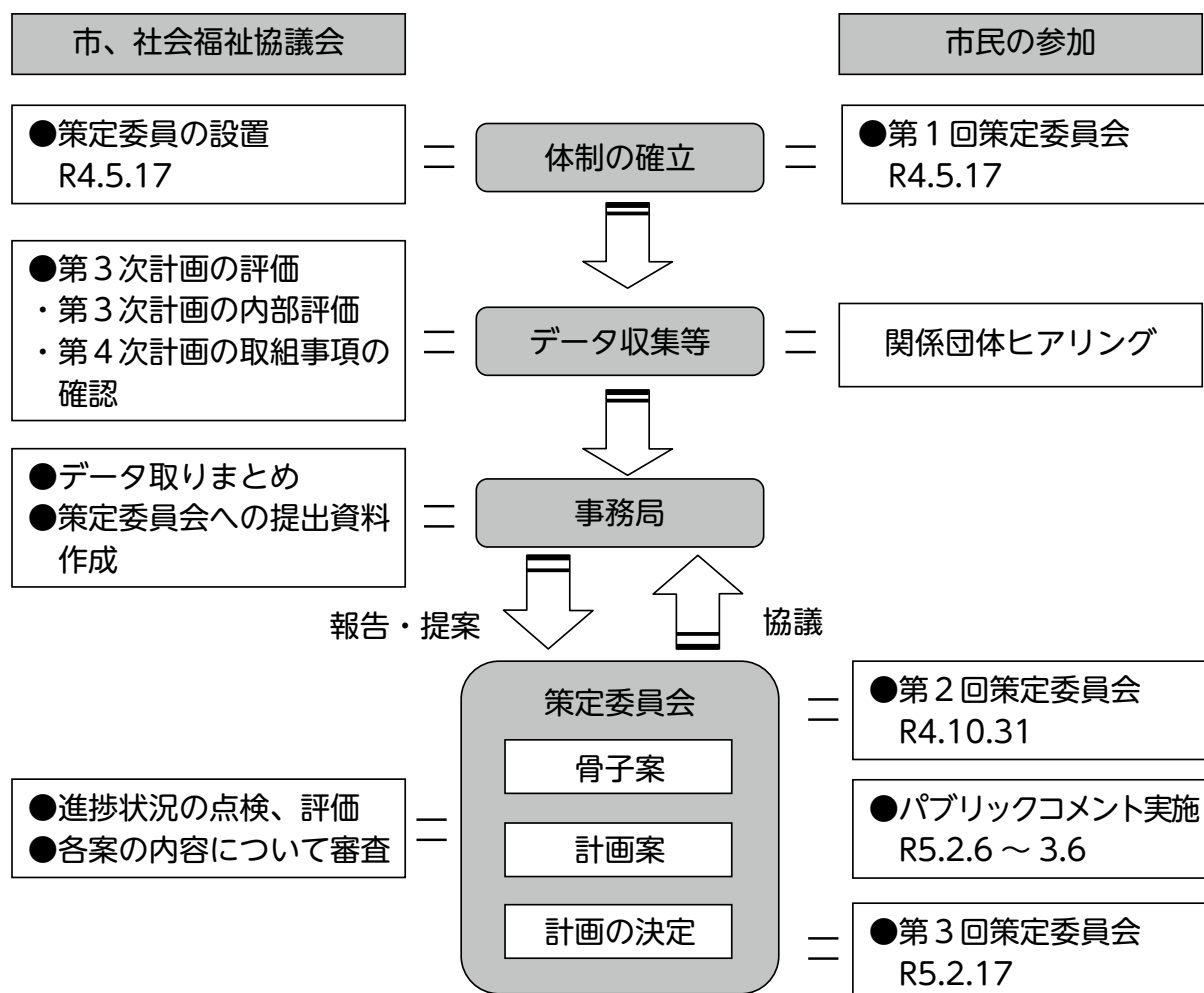 市、社会福祉協議会
市民の参加
●策定委員の設置
R4.5.17
体制の確立
●第1回策定委員会
R4.5.17
●第3次計画の評価
・第3次計画の内部評価
・第4次計画の取組事項の
確認
データ収集等
関係団体ヒアリング
●データ取りまとめ
●策定委員会への提出資料
作成
事務局
報告・提案
協議
策定委員会
骨子案
計画案
計画の決定
●第2回策定委員会
R4.10.31
●進捗状況の点検、評価
●各案の内容について審査
●パブリックコメント実施
R5.2.6 〜 3.6
●第3回策定委員会
R5.2.17